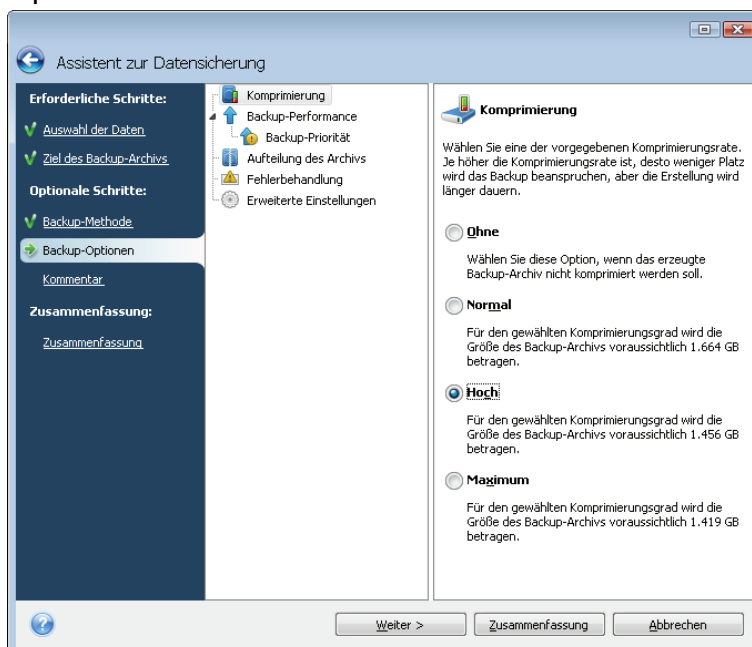 Assistent zur Datensicherung
Erforderliche Schritte:
Auswahl der Daten
Ziel des Backup-Archivs
Optionale Schritte:
Backup-Methode
Backup-Optionen
Kommentar
Zusammenfassung:
Zusammenfassung
Komprimierung
Backup-Performance
Backup-Priorität
Aufteilung des Archivs
Fehlerbehandlung
Erweiterte Einstellungen
Komprimierung
Wählen Sie eine der vorgegebenen Komprimierungsrate.
Je höher die Komprimierungsrate ist, desto weniger Platz
wird das Backup beanspruchen, aber die Erstellung wird
länger dauern.
Ohne
Wählen Sie diese Option, wenn das erzeugte
Backup-Archiv nicht komprimiert werden soll.
Normal
Für den gewählten Komprimierungsgrad wird die
Größe des Backup-Archivs voraussichtlich 1.664 GB
betragen.
Hoch
Für den gewählten Komprimierungsgrad wird die
Größe des Backup-Archivs voraussichtlich 1.456 GB
betragen.
Maximum
Für den gewählten Komprimierungsgrad wird die
Größe des Backup-Archivs voraussichtlich 1.419 GB
betragen.
Weiter >
Zusammenfassung
Abbrechen